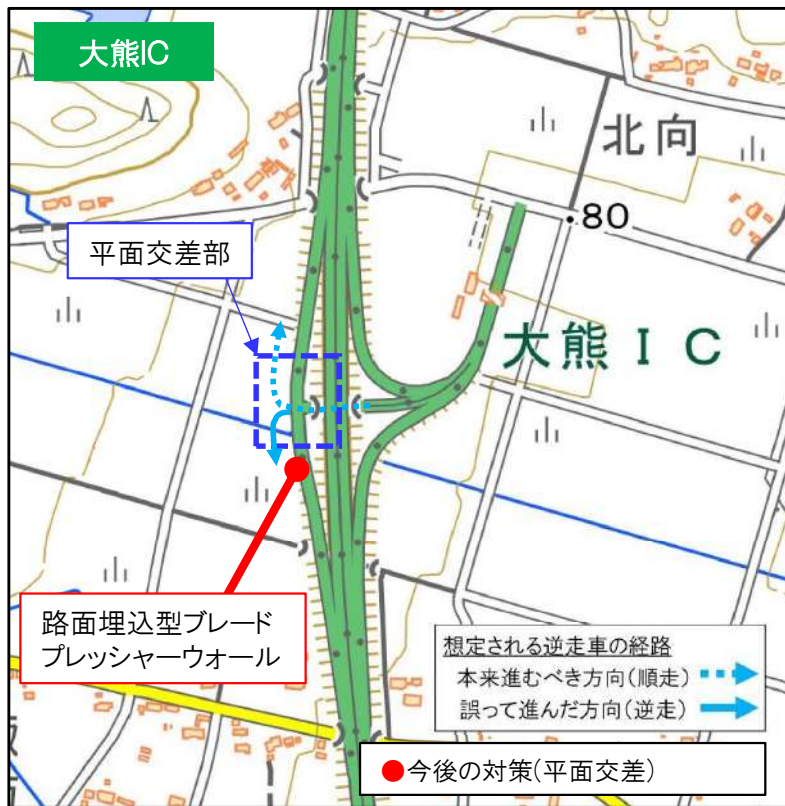 大熊IC
北向
80
平面交差部
大熊IC
路面埋込型ブレード
プレッシャーウォール
想定される逆走車の経路
本来進むべき方向(順走)
誤って進んだ方向(逆走)
●今後の対策(平面交差)